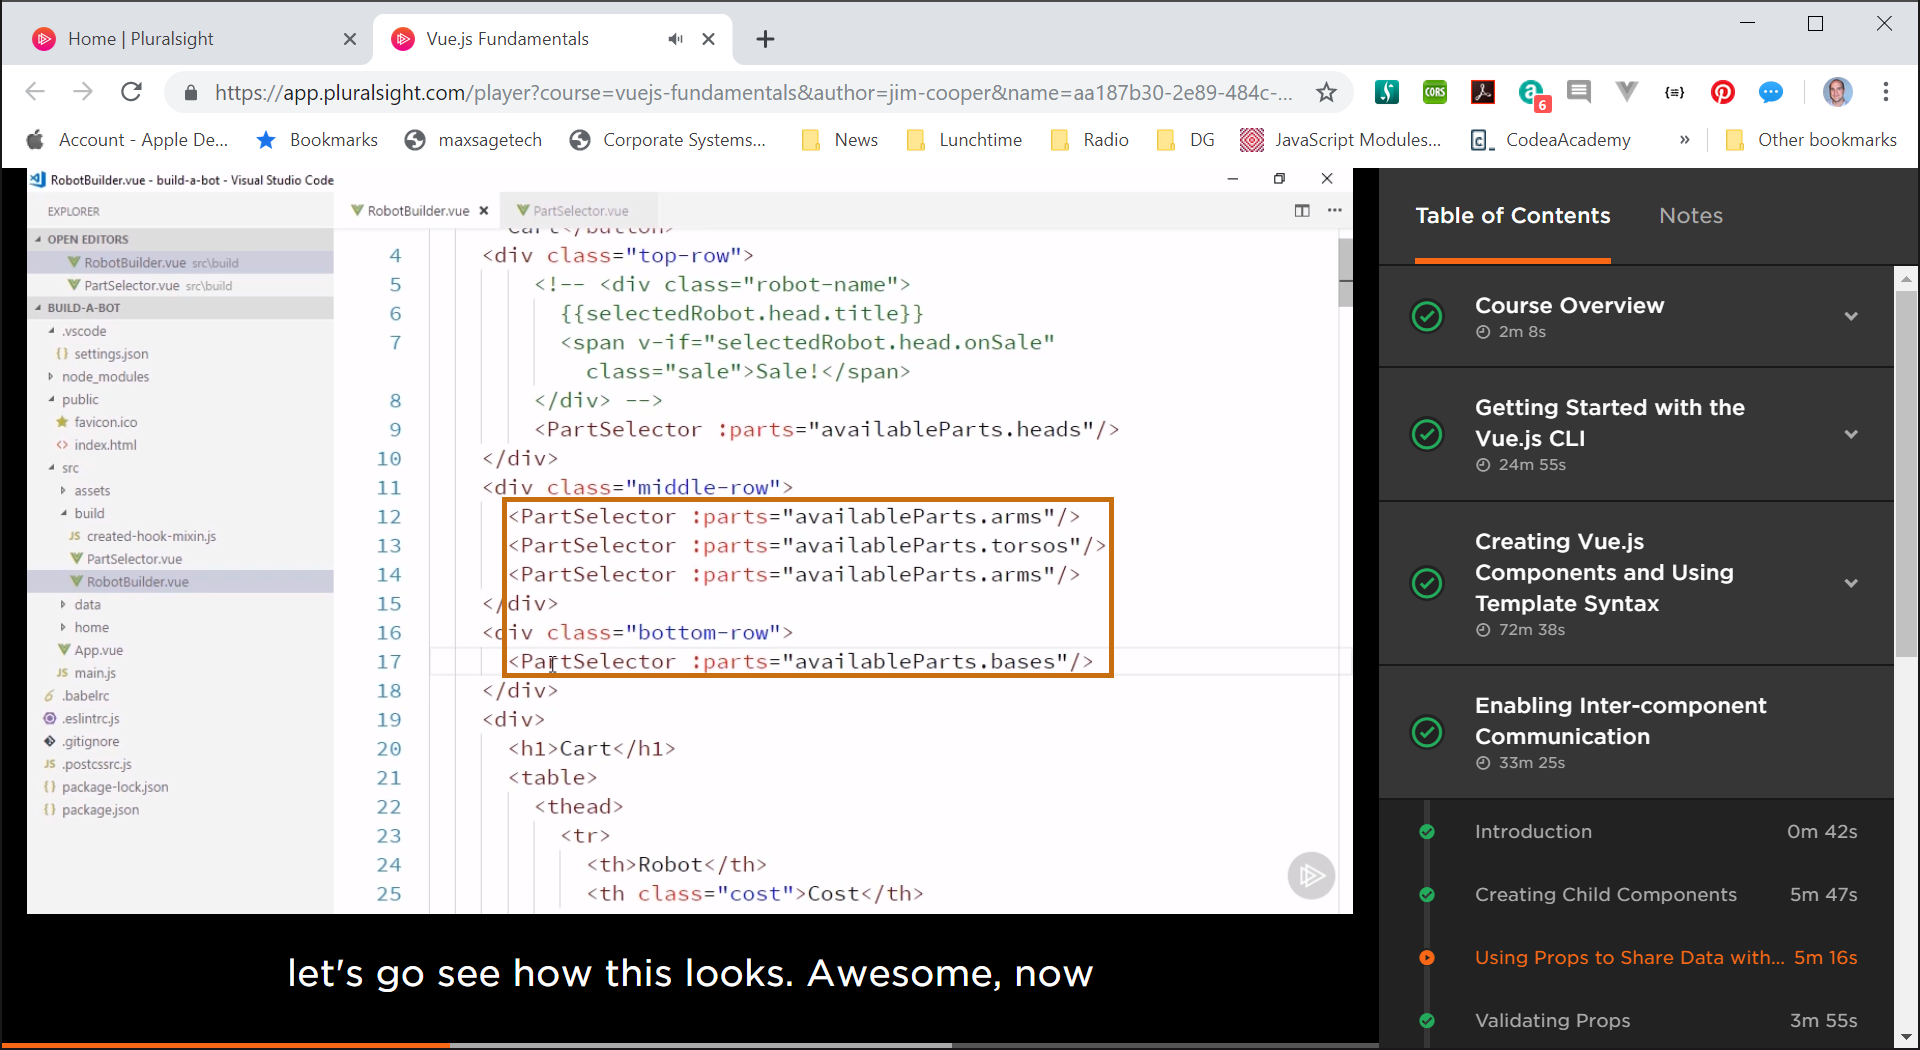 Home | Pluralsight
Vue.js Fundamentals
https://app.pluralsight.com/player?course=vuejs-fundamentals&author=jim-cooper&name=aa187b30-2e89-484c-...
CORS
6
Account - Apple De...
Bookmarks
maxsagetech
Corporate Systems...
News
Lunchtime
Radio
DG
JavaScript Modules...
CodeaAcademy
»
Other bookmarks
RobotBuilder.vue - build-a-bot - Visual Studio Code
EXPLORER
OPEN EDITORS
RobotBuilder.vue src\build
PartSelector.vue src\build
BUILD-A-BOT
.vscode
{} settings.json
node_modules
public
favicon.ico
<> index.html
src
assets
build
JS created-hook-mixin.js
PartSelector.vue
RobotBuilder.vue
data
home
App.vue
JS main.js
.babelrc
.eslintrc.js
.gitignore
JS .postcssrc.js
{} package-lock.json
{} package.json
RobotBuilder.vue
PartSelector.vue
Cart</button>
4 <div class="top-row">
5 <!-- <div class="robot-name">
6 {{selectedRobot.head.title}}
7 <span v-if="selectedRobot.head.onSale"
class="sale">Sale!</span>
8 </div> -->
9 <PartSelector :parts="availableParts.heads"/>
10 </div>
11 <div class="middle-row">
12 <PartSelector :parts="availableParts.arms"/>
13 <PartSelector :parts="availableParts.torsos"/>
14 <PartSelector :parts="availableParts.arms"/>
15 </div>
16 <div class="bottom-row">
17 <PartSelector :parts="availableParts.bases"/>
18 </div>
19 <div>
20 <h1>Cart</h1>
21 <table>
22 <thead>
23 <tr>
24 <th>Robot</th>
25 <th class="cost">Cost</th>
let's go see how this looks. Awesome, now
Table of Contents
Notes
Course Overview
2m 8s
Getting Started with the
Vue.js CLI
24m 55s
Creating Vue.js
Components and Using
Template Syntax
72m 38s
Enabling Inter-component
Communication
33m 25s
Introduction 0m 42s
Creating Child Components 5m 47s
Using Props to Share Data with... 5m 16s
Validating Props 3m 55s